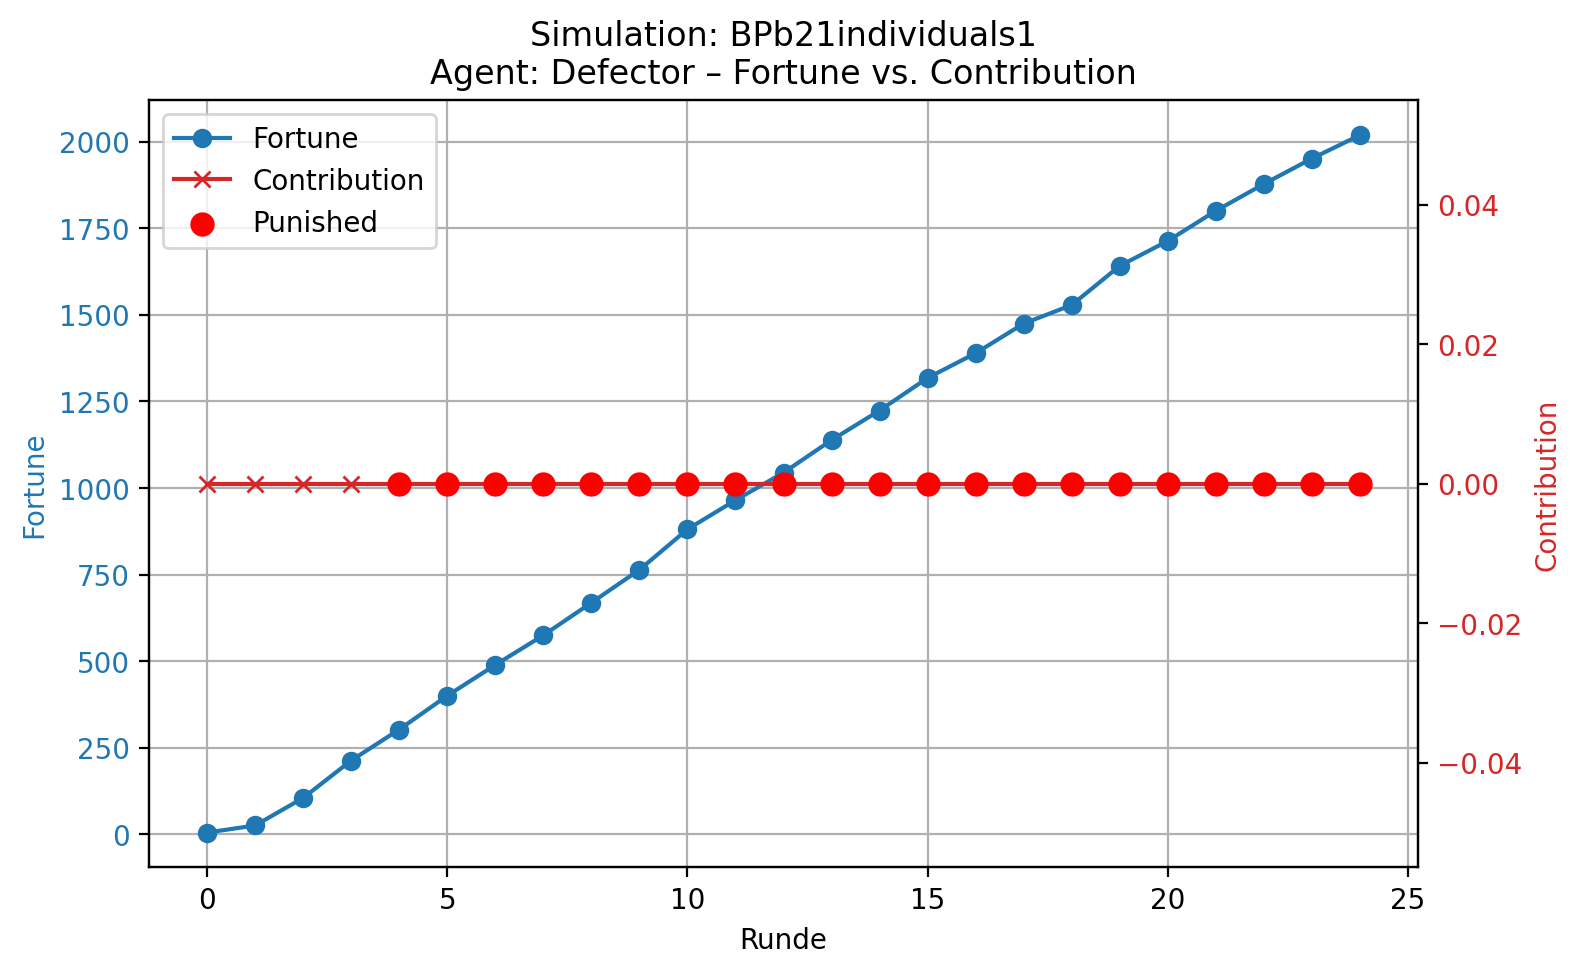 Simulation: BPb21individuals1
Agent: Defector – Fortune vs. Contribution
Fortune
Contribution
Punished
2000
1750
1500
1250
1000
750
500
250
0
Fortune
0.04
0.02
0.00
−0.02
−0.04
Contribution
0 5 10 15 20 25
Runde